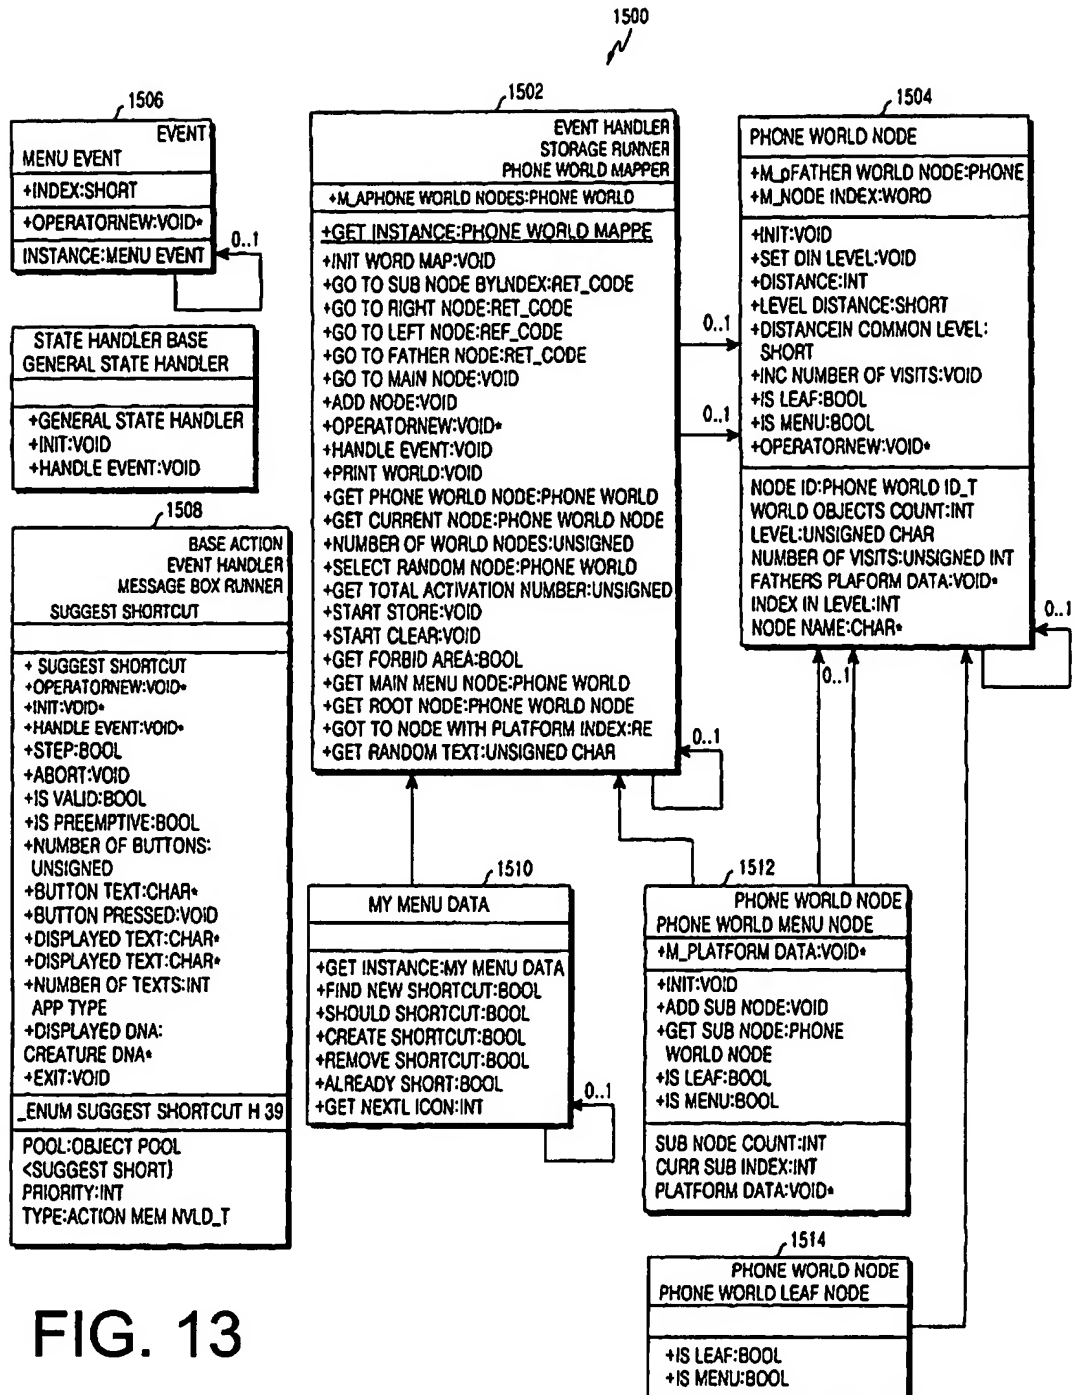 1500
1506
EVENT
MENU EVENT
+INDEX:SHORT
+OPERATORNEW:VOID*
INSTANCE:MENU EVENT
0..1
STATE HANDLER BASE
GENERAL STATE HANDLER
+GENERAL STATE HANDLER
+INIT:VOID
+HANDLE EVENT:VOID
1508
BASE ACTION
EVENT HANDLER
MESSAGE BOX RUNNER
SUGGEST SHORTCUT
+ SUGGEST SHORTCUT
+OPERATORNEW:VOID*
+INIT:VOID*
+HANDLE EVENT:VOID*
+STEP:BOOL
+ABORT:VOID
+IS VALID:BOOL
+IS PREEMPTIVE:BOOL
+NUMBER OF BUTTONS:
UNSIGNED
+BUTTON TEXT:CHAR*
+BUTTON PRESSED:VOID
+DISPLAYED TEXT:CHAR*
+DISPLAYED TEXT:CHAR*
+NUMBER OF TEXTS:INT
APP TYPE
+DISPLAYED DNA:
CREATURE DNA*
+EXIT:VOID
_ENUM SUGGEST SHORTCUT H 39
POOL:OBJECT POOL
<SUGGEST SHORT)
PRIORITY:INT
TYPE:ACTION MEM NVLD_T
1502
EVENT HANDLER
STORAGE RUNNER
PHONE WORLD MAPPER
+M_APHONE WORLD NODES:PHONE WORLD
+GET INSTANCE:PHONE WORLD MAPPE
+INIT WORD MAP:VOID
+GO TO SUB NODE BYLNDEX:RET_CODE
+GO TO RIGHT NODE:RET_CODE
+GO TO LEFT NODE:REF_CODE
+GO TO FATHER NODE:RET_CODE
+GO TO MAIN NODE:VOID
+ADD NODE:VOID
+OPERATORNEW:VOID*
+HANDLE EVENT:VOID
+PRINT WORLD:VOID
+GET PHONE WORLD NODE:PHONE WORLD
+GET CURRENT NODE:PHONE WORLD NODE
+NUMBER OF WORLD NODES:UNSIGNED
+SELECT RANDOM NODE:PHONE WORLD
+GET TOTAL ACTIVATION NUMBER:UNSIGNED
+START STORE:VOID
+START CLEAR:VOID
+GET FORBID AREA:BOOL
+GET MAIN MENU NODE:PHONE WORLD
+GET ROOT NODE:PHONE WORLD NODE
+GOT TO NODE WITH PLATFORM INDEX:RE
+GET RANDOM TEXT:UNSIGNED CHAR
0..1
0..1
0..1
1504
PHONE WORLD NODE
+M_pFATHER WORLD NODE:PHONE
+M_NODE INDEX:WORD
+INIT:VOID
+SET DIN LEVEL:VOID
+DISTANCE:INT
+LEVEL DISTANCE:SHORT
+DISTANCEIN COMMON LEVEL:
SHORT
+INC NUMBER OF VISITS:VOID
+IS LEAF:BOOL
+IS MENU:BOOL
+OPERATORNEW:VOID*
NODE ID:PHONE WORLD ID_T
WORLD OBJECTS COUNT:INT
LEVEL:UNSIGNED CHAR
NUMBER OF VISITS:UNSIGNED INT
FATHERS PLAFORM DATA:VOID*
INDEX IN LEVEL:INT
NODE NAME:CHAR*
0..1
0..1
1510
MY MENU DATA
+GET INSTANCE:MY MENU DATA
+FIND NEW SHORTCUT:BOOL
+SHOULD SHORTCUT:BOOL
+CREATE SHORTCUT:BOOL
+REMOVE SHORTCUT:BOOL
+ALREADY SHORT:BOOL
+GET NEXTL ICON:INT
0..1
1512
PHONE WORLD NODE
PHONE WORLD MENU NODE
+M_PLATFORM DATA:VOID*
+INIT:VOID
+ADD SUB NODE:VOID
+GET SUB NODE:PHONE
WORLD NODE
+IS LEAF:BOOL
+IS MENU:BOOL
SUB NODE COUNT:INT
CURR SUB INDEX:INT
PLATFORM DATA:VOID*
1514
PHONE WORLD NODE
PHONE WORLD LEAF NODE
+IS LEAF:BOOL
+IS MENU:BOOL
FIG. 13